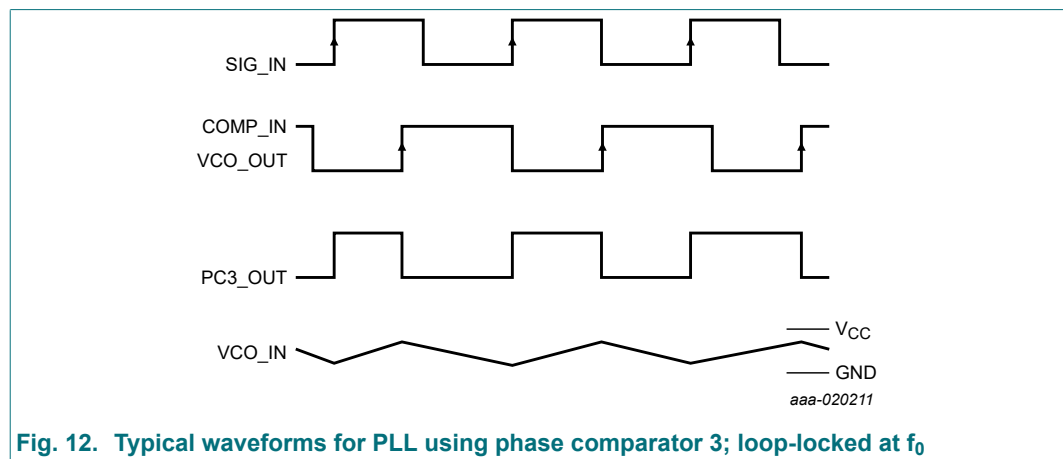 SIG_IN
COMP_IN
VCO_OUT
PC3_OUT
VCO_IN
VCC
GND
aaa-020211
Fig. 12. Typical waveforms for PLL using phase comparator 3; loop-locked at f0